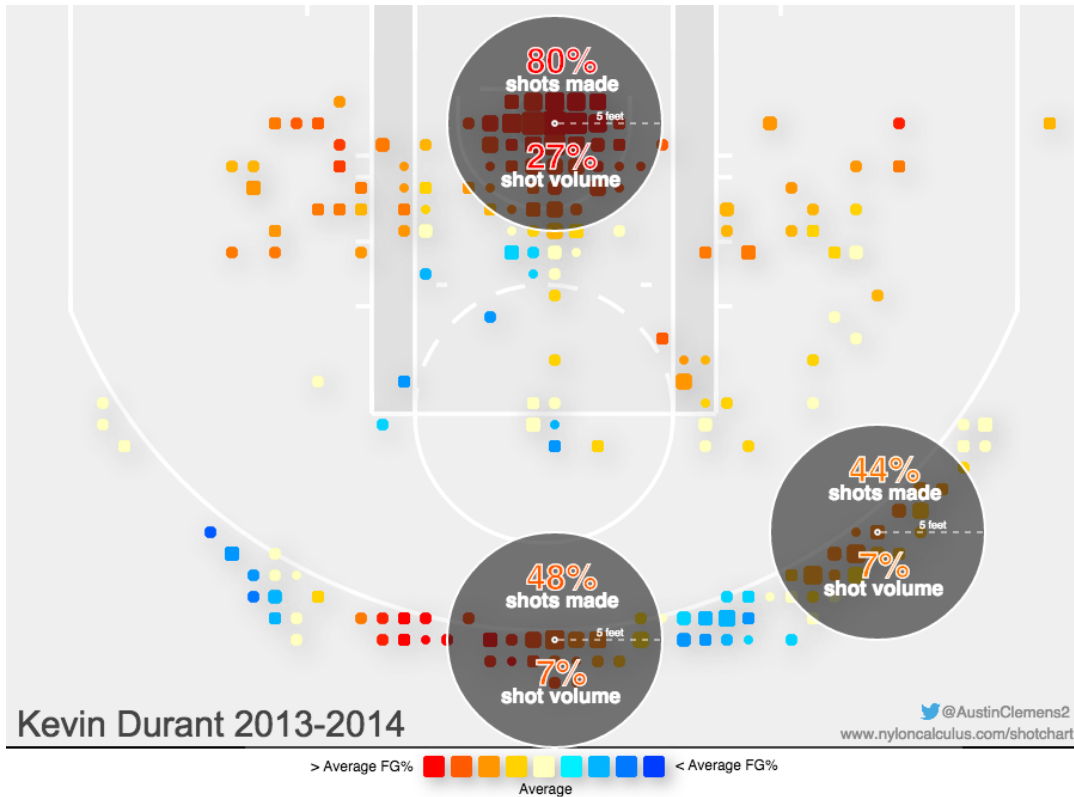 80%
shots made
5 feet
27%
shot volume
44%
shots made
5 feet
7%
shot volume
48%
shots made
5 feet
7%
shot volume
Kevin Durant 2013-2014
@AustinClemens2
www.nyloncalculus.com/shotchart
> Average FG%
< Average FG%
Average